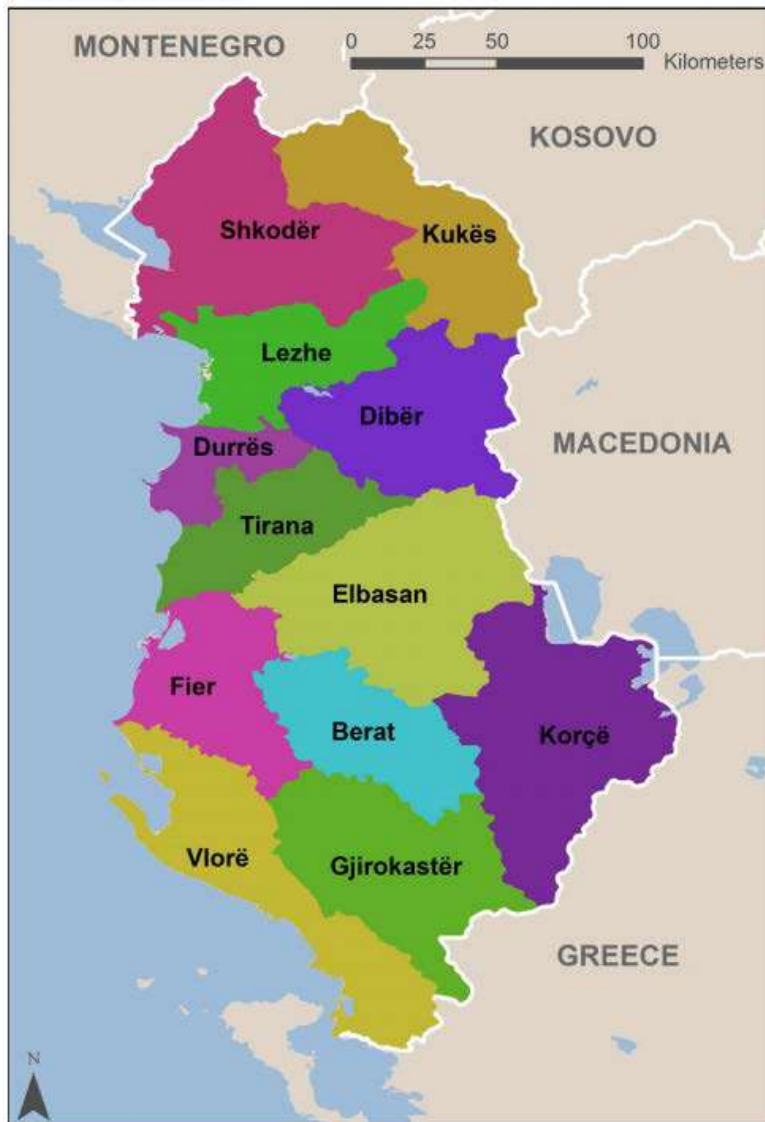 MONTENEGRO
0 25 50 100
Kilometers
KOSOVO
Shkodër
Kukës
Lezhe
Dibër
Durrës
MACEDONIA
Tirana
Elbasan
Fier
Berat
Korçë
Vlorë
Gjirokastër
GREECE
N